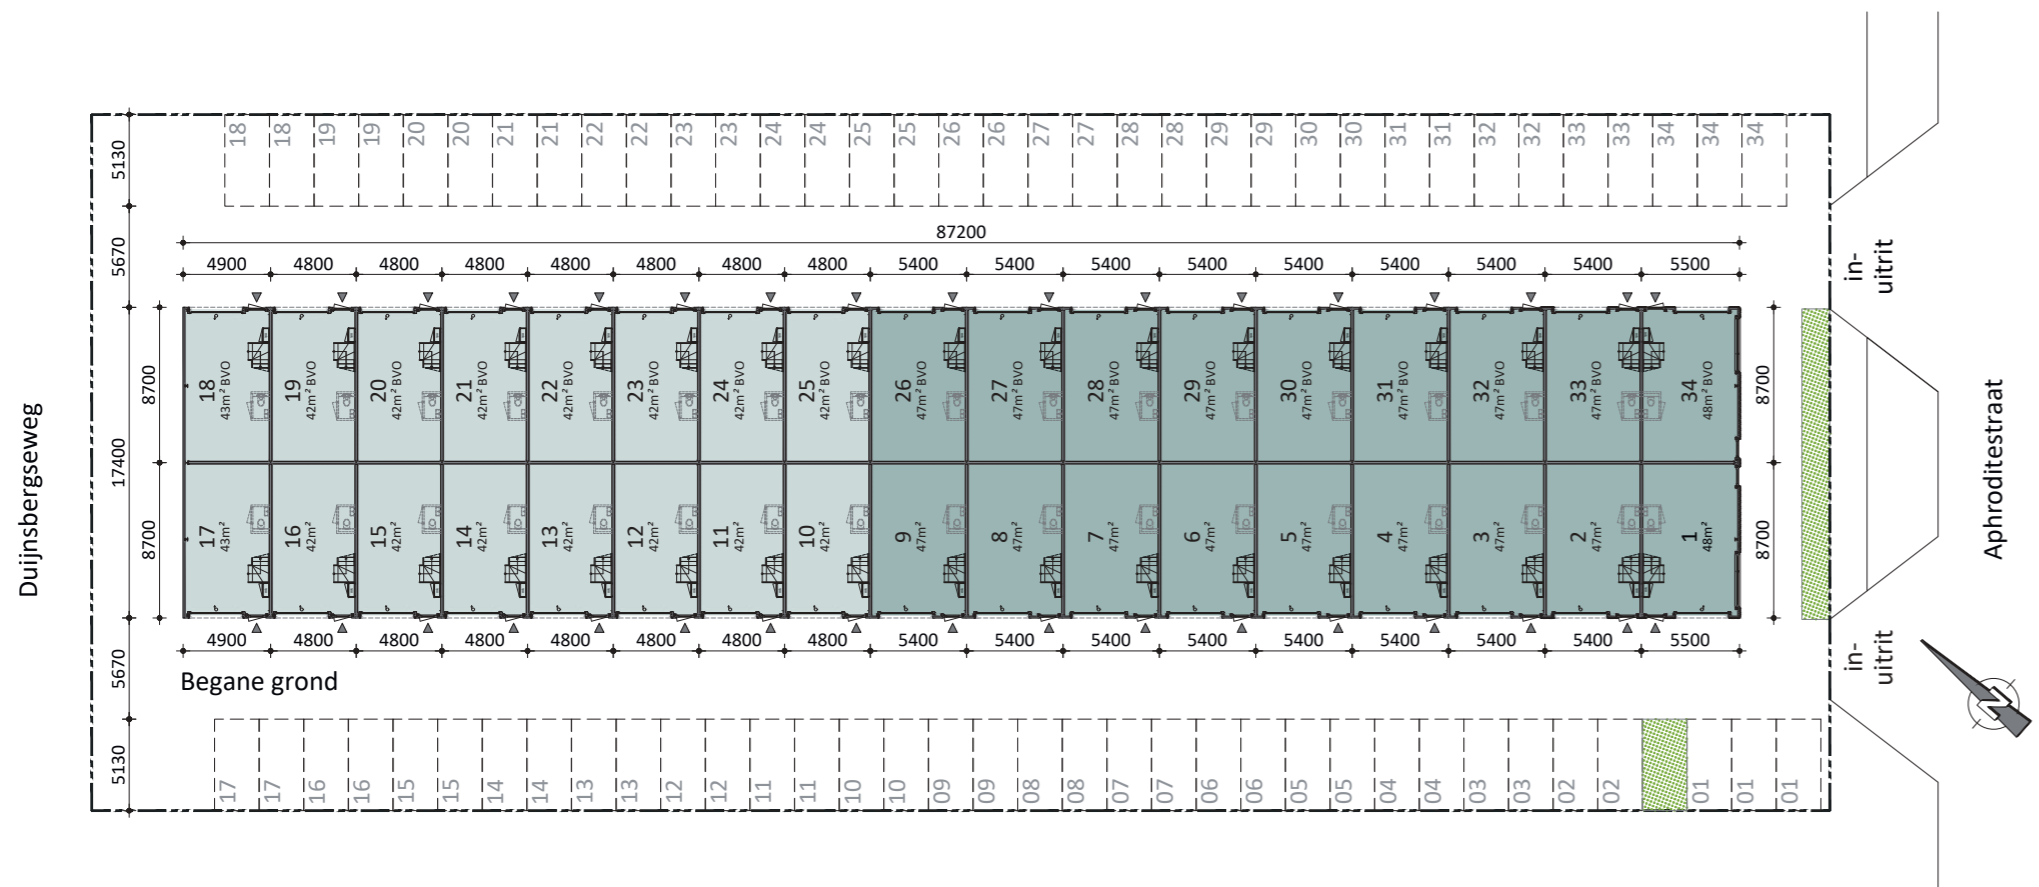 18 18 19 19 20 20 21 21 22 22 23 23 24 24 25 25 26 26 27 27 28 28 29 29 30 30 31 31 32 32 33 33 34 34 34
5130
5670
17400
5670
5130
87200
4900 4800 4800 4800 4800 4800 4800 4800 5400 5400 5400 5400 5400 5400 5400 5400 5500
8700
8700
18
43m² BVO
19
42m² BVO
20
42m² BVO
21
42m² BVO
22
42m² BVO
23
42m² BVO
24
42m² BVO
25
42m² BVO
26
47m² BVO
27
47m² BVO
28
47m² BVO
29
47m² BVO
30
47m² BVO
31
47m² BVO
32
47m² BVO
33
47m² BVO
34
48m² BVO
17
43m²
16
42m²
15
42m²
14
42m²
13
42m²
12
42m²
11
42m²
10
42m²
9
47m²
8
47m²
7
47m²
6
47m²
5
47m²
4
47m²
3
47m²
2
47m²
1
48m²
8700
8700
4900 4800 4800 4800 4800 4800 4800 4800 5400 5400 5400 5400 5400 5400 5400 5400 5500
Begane grond
17 17 16 16 15 15 14 14 13 13 12 12 11 11 10 10 09 09 08 08 07 07 06 06 05 05 04 04 03 03 02 02 01 01 01
Duijnsbergseweg
in-
uitrit
in-
uitrit
Aphroditestraat
N